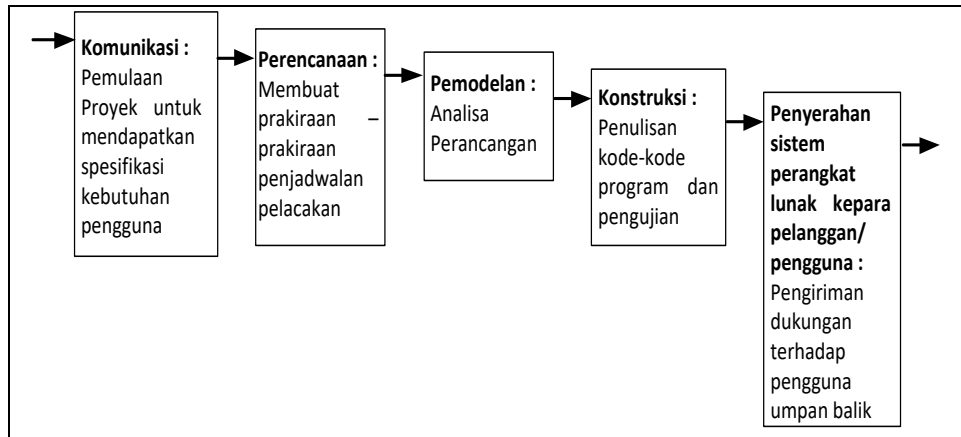 Komunikasi :
Pemulaan
Proyek untuk
mendapatkan
spesifikasi
kebutuhan
pengguna
Perencanaan :
Membuat
prakiraan –
prakiraan
penjadwalan
pelacakan
Pemodelan :
Analisa
Perancangan
Konstruksi :
Penulisan
kode-kode
program dan
pengujian
Penyerahan
sistem
perangkat
lunak kepara
pelanggan/
pengguna :
Pengiriman
dukungan
terhadap
pengguna
umpan balik